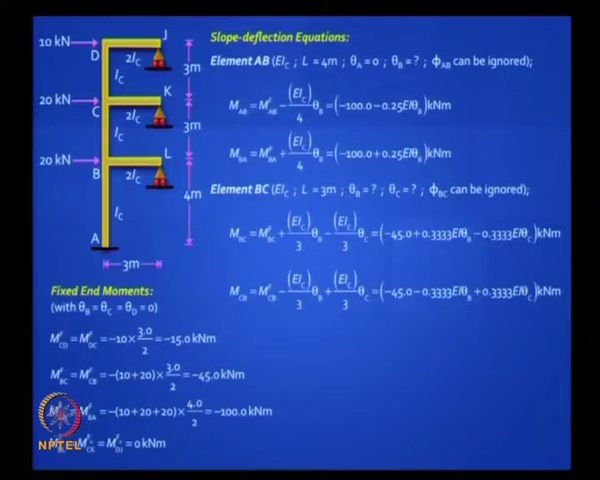 10 kN
J
D
2I_C
3m
I_C
20 kN
K
C
2I_C
3m
I_C
20 kN
L
B
2I_C
4m
I_C
A
3m
Fixed End Moments:
(with θ_B = θ_C = θ_D = 0)
M^F_CD = M^F_DC = −10 × 3.0/2 = −15.0 kNm
M^F_BC = M^F_CB = −(10+20) × 3.0/2 = −45.0 kNm
= M^F_BA = −(10+20+20) × 4.0/2 = −100.0 kNm
= M^F_CK = M^F_DJ = 0 kNm
NPTEL
Slope-deflection Equations:
Element AB (EI_C ; L = 4m ; θ_A = 0 ; θ_B = ? ; ϕ_AB can be ignored);
M_AB = M^F_AB − (EI_C)/4 θ_B = (−100.0 − 0.25EIθ_B) kNm
M_BA = M^F_BA + (EI_C)/4 θ_B = (−100.0 + 0.25EIθ_B) kNm
Element BC (EI_C ; L = 3m ; θ_B = ? ; θ_C = ? ; ϕ_BC can be ignored);
M_BC = M^F_BC + (EI_C)/3 θ_B − (EI_C)/3 θ_C = (−45.0 + 0.3333EIθ_B − 0.3333EIθ_C) kNm
M_CB = M^F_CB − (EI_C)/3 θ_B + (EI_C)/3 θ_C = (−45.0 − 0.3333EIθ_B + 0.3333EIθ_C) kNm